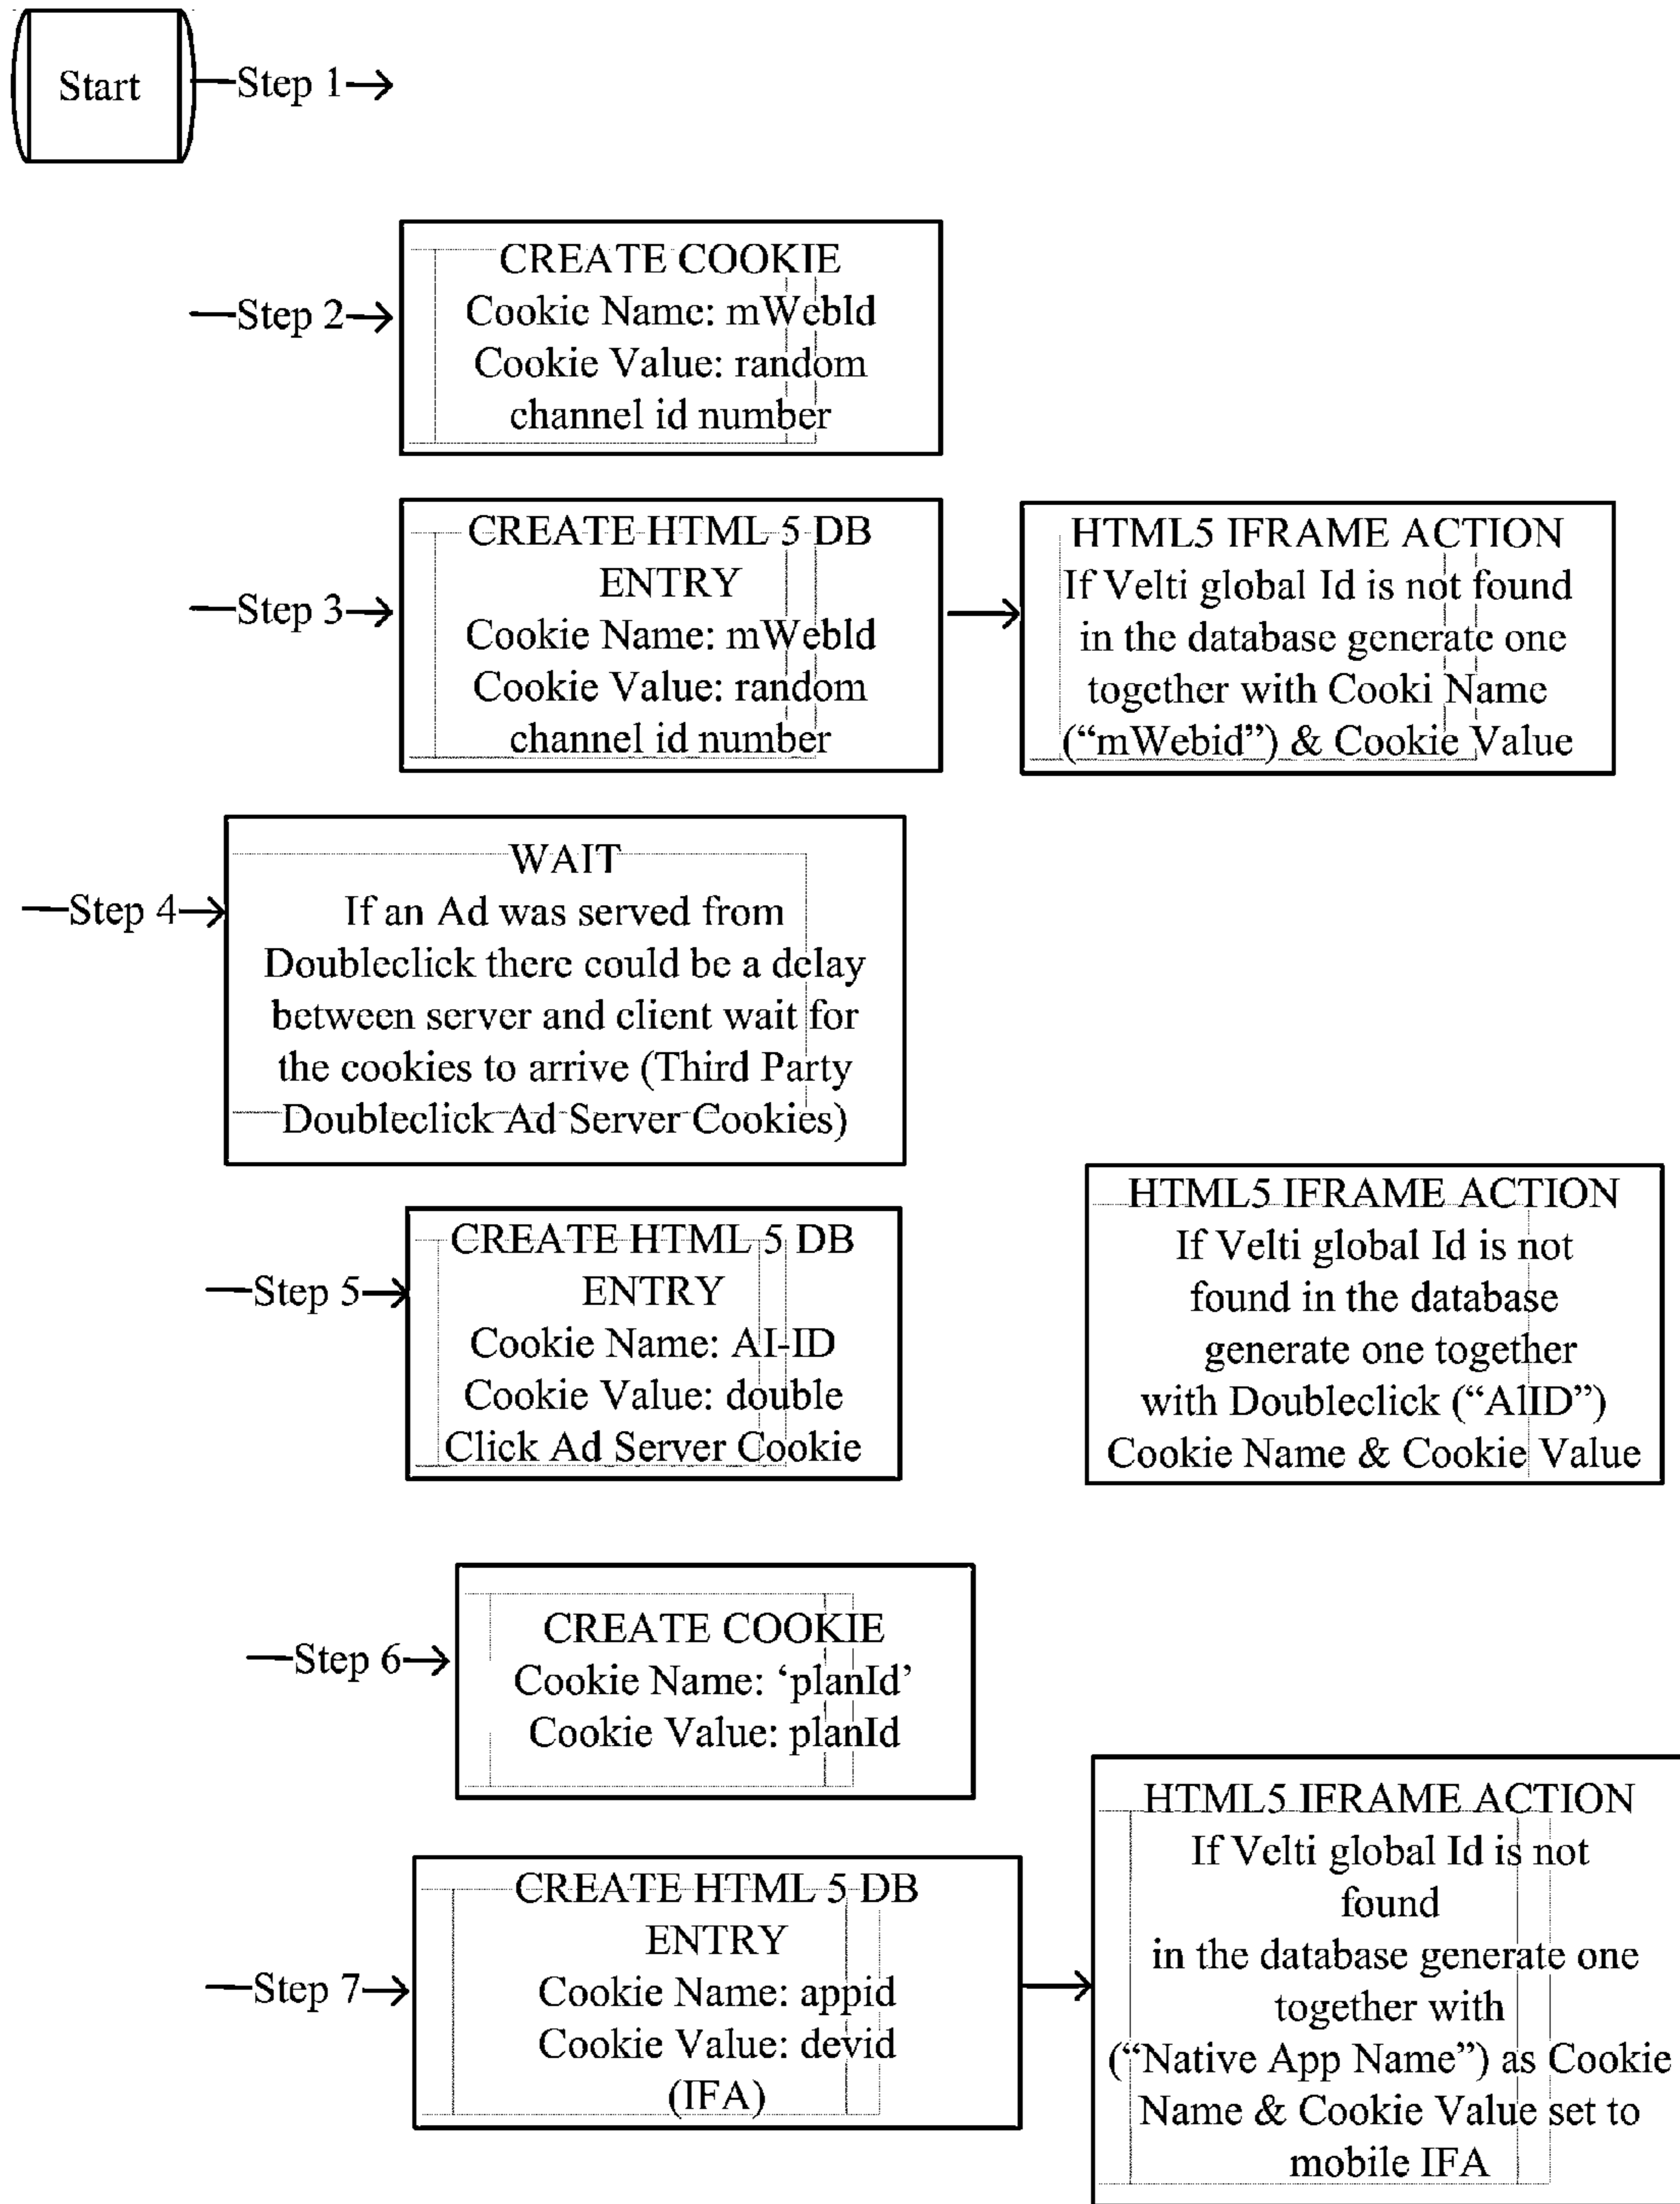 Start
Step 1
Step 2
CREATE COOKIE
Cookie Name: mWebId
Cookie Value: random
channel id number
Step 3
CREATE HTML 5 DB
ENTRY
Cookie Name: mWebId
Cookie Value: random
channel id number
HTML5 IFRAME ACTION
If Velti global Id is not found
in the database generate one
together with Cooki Name
(“mWebid”) & Cookie Value
Step 4
WAIT
If an Ad was served from
Doubleclick there could be a delay
between server and client wait for
the cookies to arrive (Third Party
Doubleclick Ad Server Cookies)
Step 5
CREATE HTML 5 DB
ENTRY
Cookie Name: AI-ID
Cookie Value: double
Click Ad Server Cookie
HTML5 IFRAME ACTION
If Velti global Id is not
found in the database
generate one together
with Doubleclick (“AlID”)
Cookie Name & Cookie Value
Step 6
CREATE COOKIE
Cookie Name: ‘planId’
Cookie Value: planId
Step 7
CREATE HTML 5 DB
ENTRY
Cookie Name: appid
Cookie Value: devid
(IFA)
HTML5 IFRAME ACTION
If Velti global Id is not
found
in the database generate one
together with
(“Native App Name”) as Cookie
Name & Cookie Value set to
mobile IFA